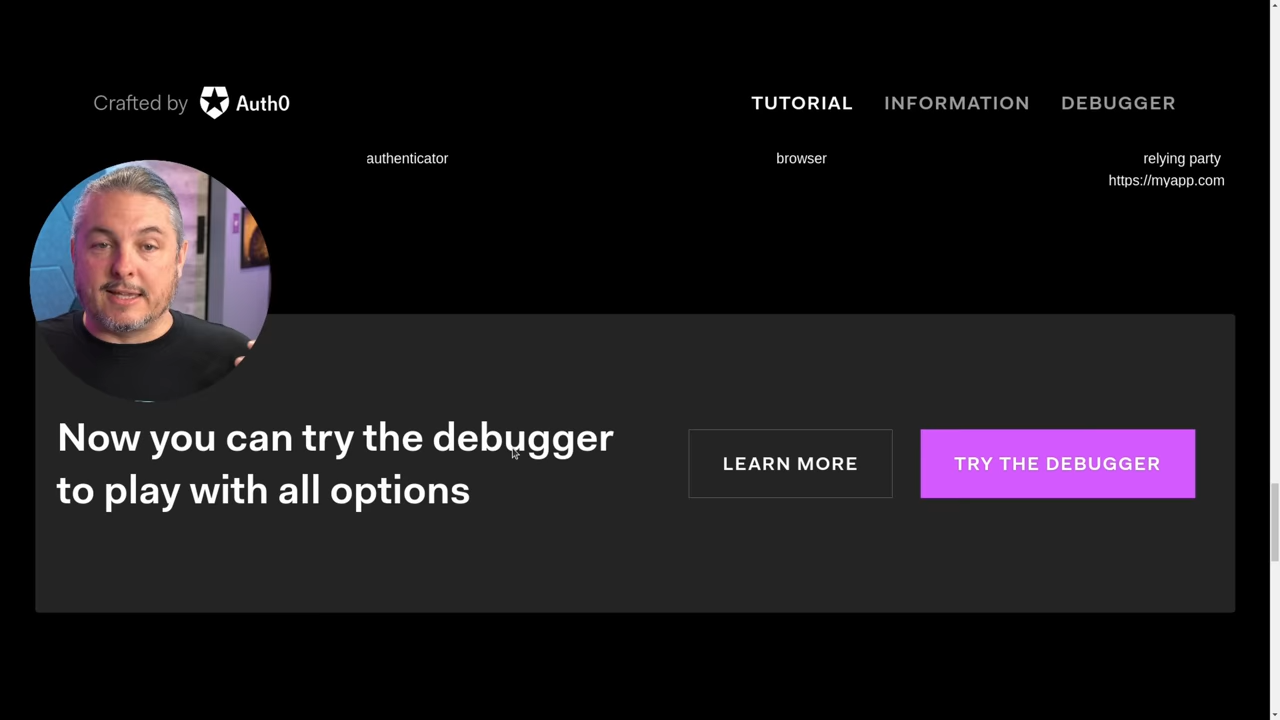 Crafted by Auth0
TUTORIAL INFORMATION DEBUGGER
authenticator browser relying party
https://myapp.com
Now you can try the debugger
to play with all options
LEARN MORE
TRY THE DEBUGGER